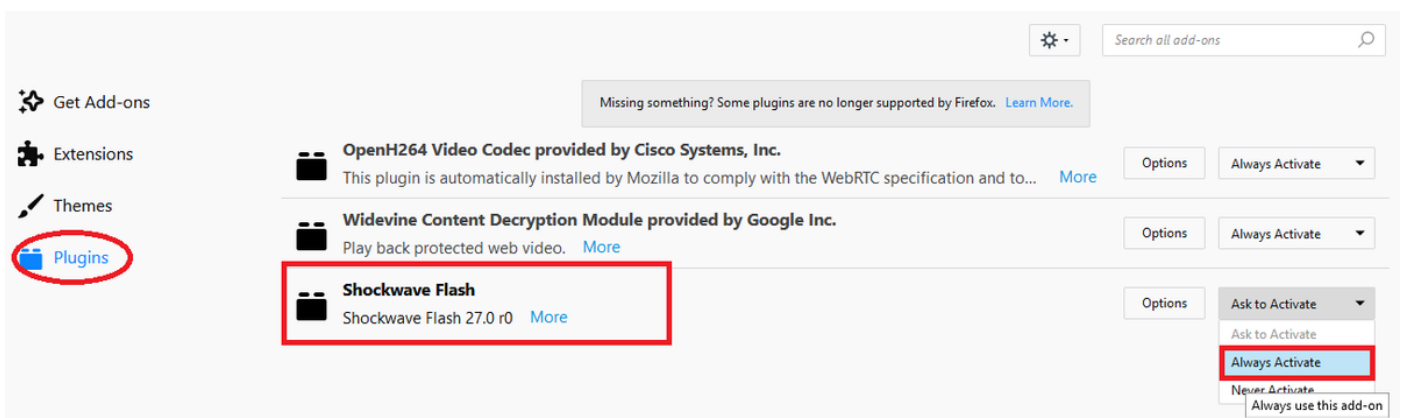 Search all add-ons
Get Add-ons
Extensions
Themes
Plugins
Missing something? Some plugins are no longer supported by Firefox. Learn More.
OpenH264 Video Codec provided by Cisco Systems, Inc.
This plugin is automatically installed by Mozilla to comply with the WebRTC specification and to... More
Options
Always Activate
Widevine Content Decryption Module provided by Google Inc.
Play back protected web video. More
Options
Always Activate
Shockwave Flash
Shockwave Flash 27.0 r0 More
Options
Ask to Activate
Ask to Activate
Always Activate
Never Activate
Always use this add-on